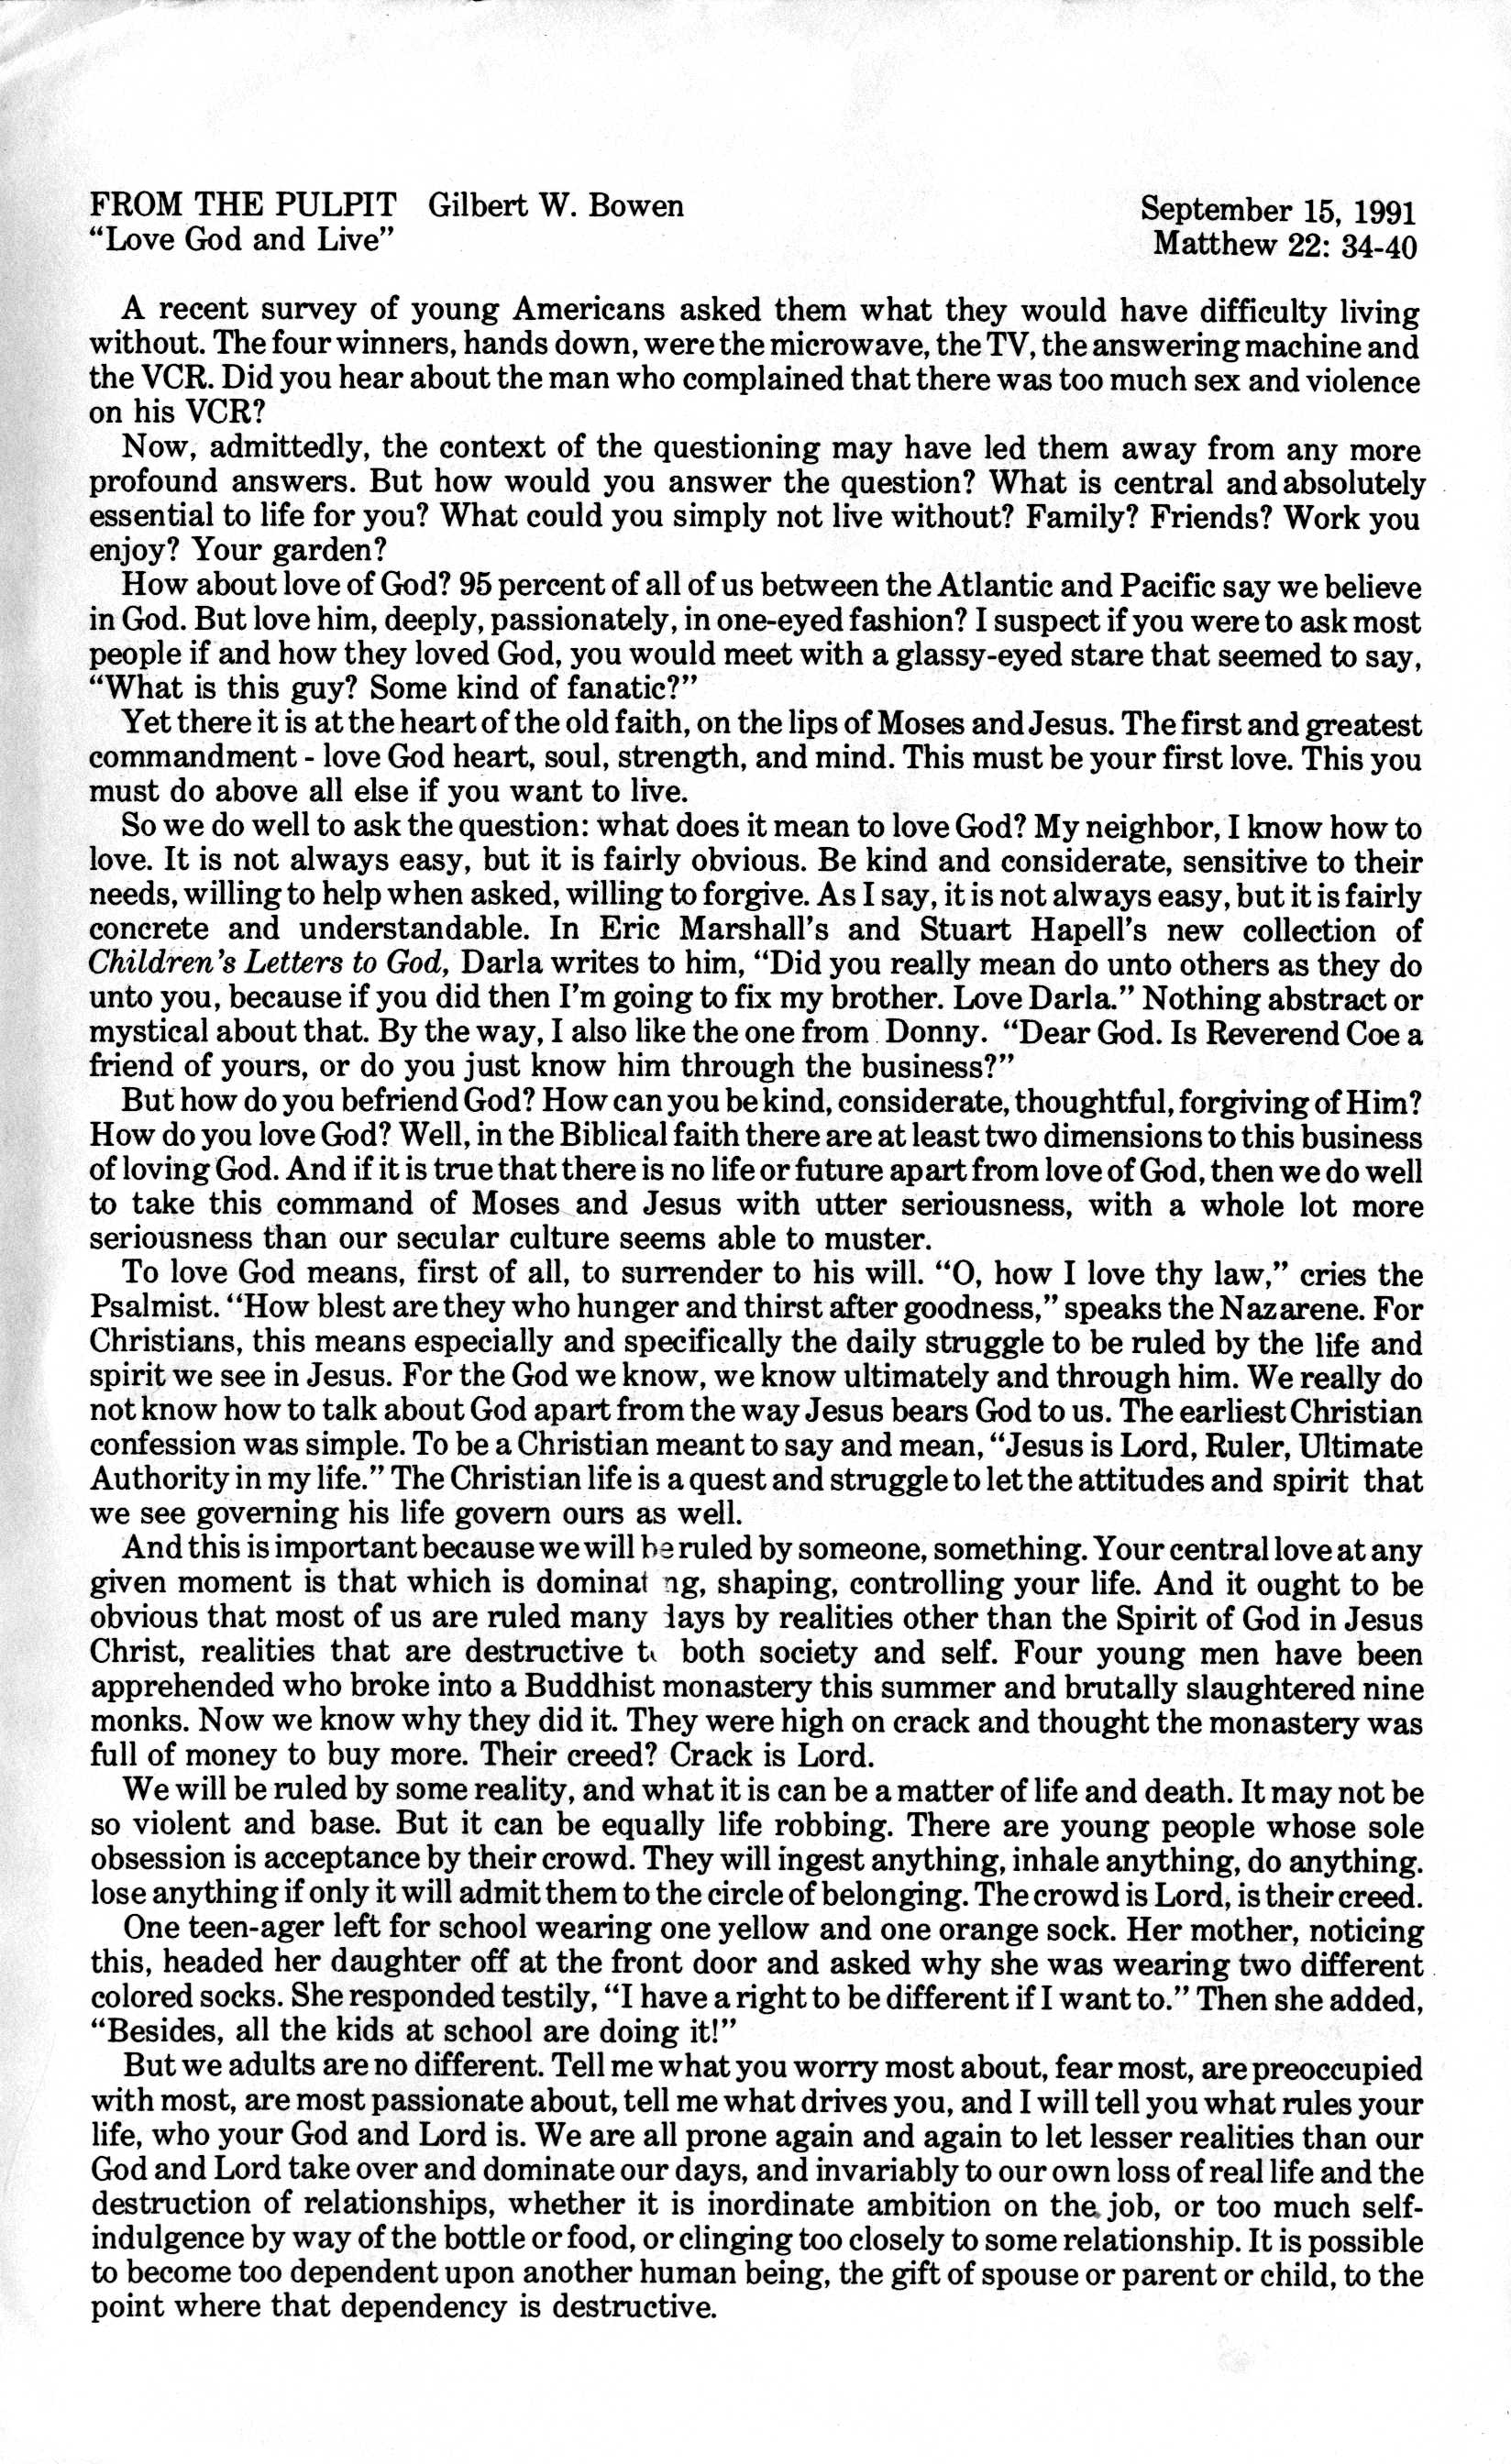 FROM THE PULPIT Gilbert W. Bowen
September 15, 1991
"Love God and Live"
Matthew 22: 34-40
A recent survey of young Americans asked them what they would have difficulty living
without. The four winners, hands down, were the microwave, the TV, the answering machine and
the VCR. Did you hear about the man who complained that there was too much sex and violence
on his VCR?
Now, admittedly, the context of the questioning may have led them away from any more
profound answers. But how would you answer the question? What is central and absolutely
essential to life for you? What could you simply not live without? Family? Friends? Work you
enjoy? Your garden?
How about love of God? 95 percent of all of us between the Atlantic and Pacific say we believe
in God. But love him, deeply, passionately, in one-eyed fashion? I suspect if you were to ask most
people if and how they loved God, you would meet with a glassy-eyed stare that seemed to say,
"What is this guy? Some kind of fanatic?"
Yet there it is at the heart of the old faith, on the lips of Moses and Jesus. The first and greatest
commandment - love God heart, soul, strength, and mind. This must be your first love. This you
must do above all else if you want to live.
So we do well to ask the question: what does it mean to love God? My neighbor, I know how to
love. It is not always easy, but it is fairly obvious. Be kind and considerate, sensitive to their
needs, willing to help when asked, willing to forgive. As I say, it is not always easy, but it is fairly
concrete and understandable. In Eric Marshall's and Stuart Hapell's new collection of
Children's Letters to God, Darla writes to him, "Did you really mean do unto others as they do
unto you, because if you did then I'm going to fix my brother. Love Darla." Nothing abstract or
mystical about that. By the way, I also like the one from Donny. "Dear God. Is Reverend Coe a
friend of yours, or do you just know him through the business?"
But how do you befriend God? How can you be kind, considerate, thoughtful, forgiving of Him?
How do you love God? Well, in the Biblical faith there are at least two dimensions to this business
of loving God. And if it is true that there is no life or future apart from love of God, then we do well
to take this command of Moses and Jesus with utter seriousness, with a whole lot more
seriousness than our secular culture seems able to muster.
To love God means, first of all, to surrender to his will. "O, how I love thy law," cries the
Psalmist. "How blest are they who hunger and thirst after goodness," speaks the Nazarene. For
Christians, this means especially and specifically the daily struggle to be ruled by the life and
spirit we see in Jesus. For the God we know, we know ultimately and through him. We really do
not know how to talk about God apart from the way Jesus bears God to us. The earliest Christian
confession was simple. To be a Christian meant to say and mean, "Jesus is Lord, Ruler, Ultimate
Authority in my life." The Christian life is a quest and struggle to let the attitudes and spirit that
we see governing his life govern ours as well.
And this is important because we will be ruled by someone, something. Your central love at any
given moment is that which is dominat ng, shaping, controlling your life. And it ought to be
obvious that most of us are ruled many days by realities other than the Spirit of God in Jesus
Christ, realities that are destructive to both society and self. Four young men have been
apprehended who broke into a Buddhist monastery this summer and brutally slaughtered nine
monks. Now we know why they did it. They were high on crack and thought the monastery was
full of money to buy more. Their creed? Crack is Lord.
We will be ruled by some reality, and what it is can be a matter of life and death. It may not be
so violent and base. But it can be equally life robbing. There are young people whose sole
obsession is acceptance by their crowd. They will ingest anything, inhale anything, do anything.
lose anything if only it will admit them to the circle of belonging. The crowd is Lord, is their creed.
One teen-ager left for school wearing one yellow and one orange sock. Her mother, noticing
this, headed her daughter off at the front door and asked why she was wearing two different
colored socks. She responded testily, "I have a right to be different if I want to." Then she added,
"Besides, all the kids at school are doing it!"
But we adults are no different. Tell me what you worry most about, fear most, are preoccupied
with most, are most passionate about, tell me what drives you, and I will tell you what rules your
life, who your God and Lord is. We are all prone again and again to let lesser realities than our
God and Lord take over and dominate our days, and invariably to our own loss of real life and the
destruction of relationships, whether it is inordinate ambition on the job, or too much self-
indulgence by way of the bottle or food, or clinging too closely to some relationship. It is possible
to become too dependent upon another human being, the gift of spouse or parent or child, to the
point where that dependency is destructive.